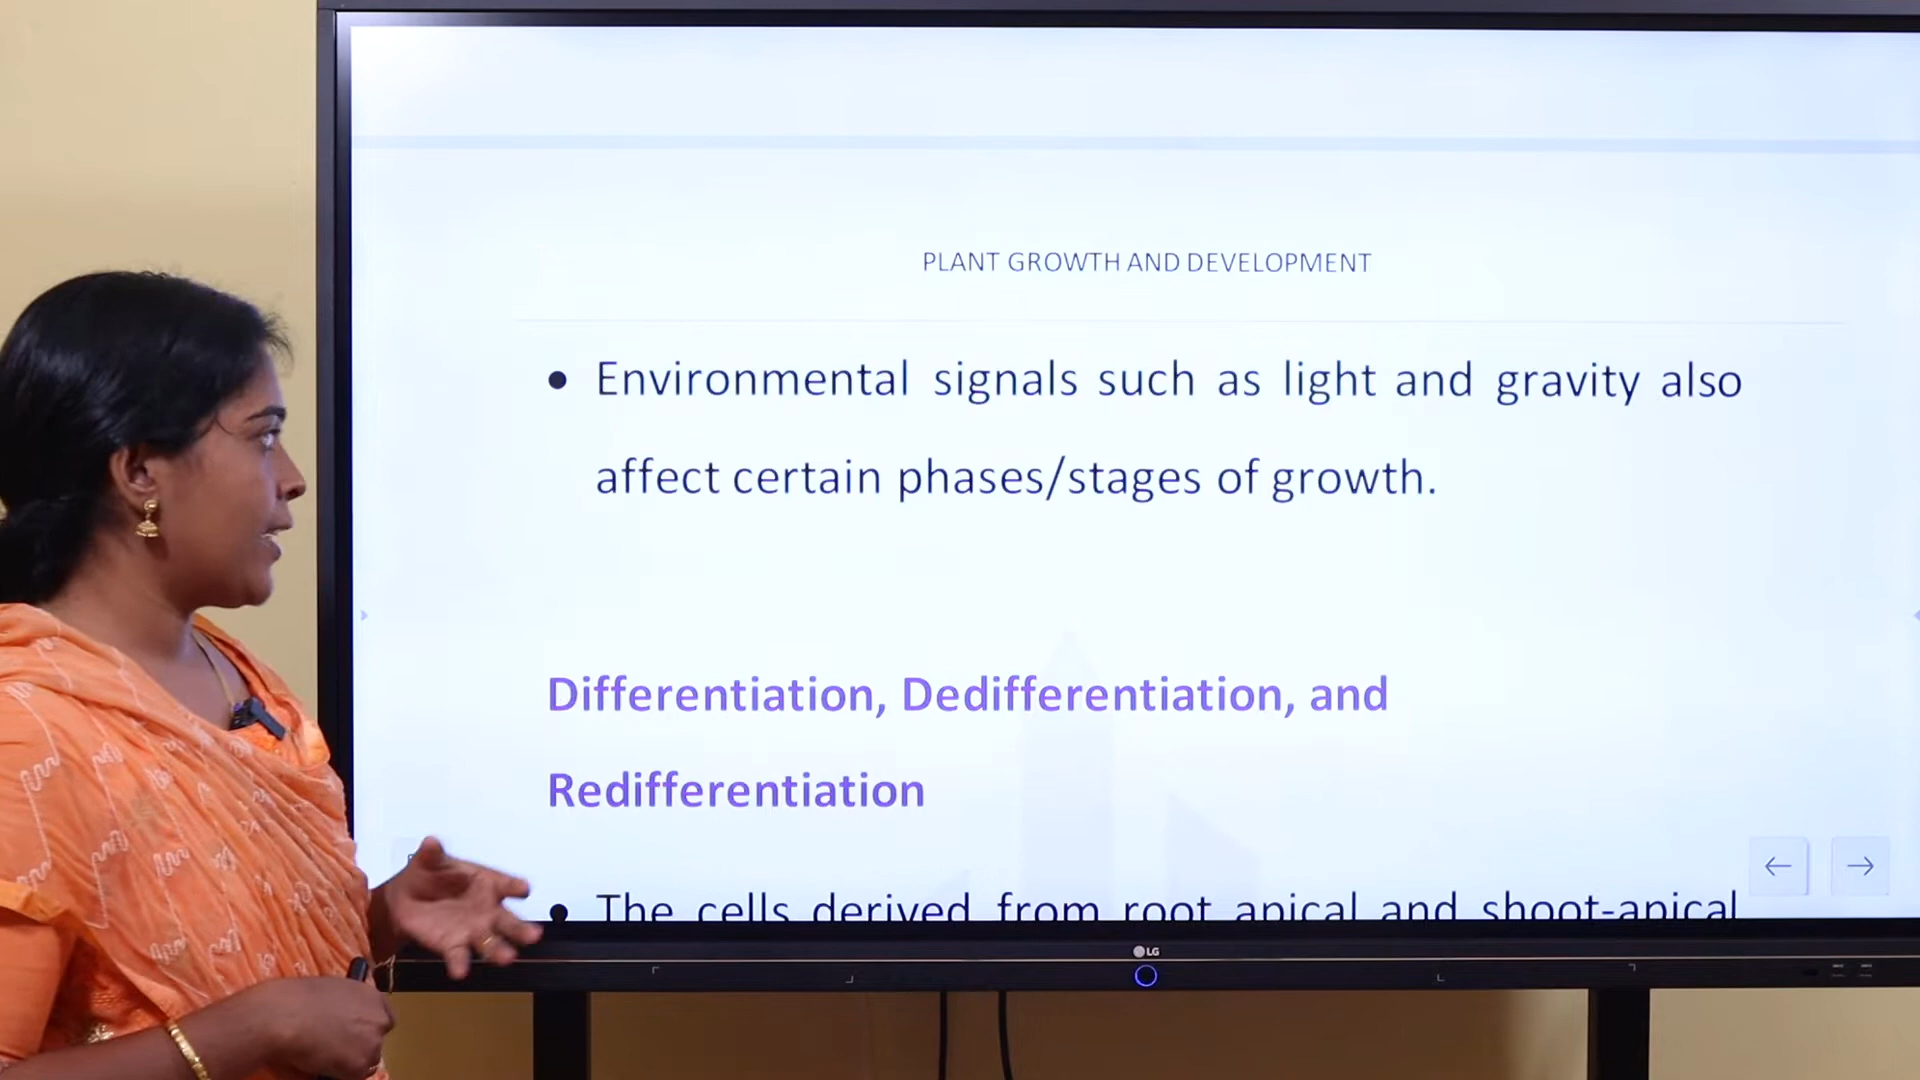 PLANT GROWTH AND DEVELOPMENT
• Environmental signals such as light and gravity also
affect certain phases/stages of growth.
Differentiation, Dedifferentiation, and
Redifferentiation
• The cells derived from root apical and shoot-apical
LG